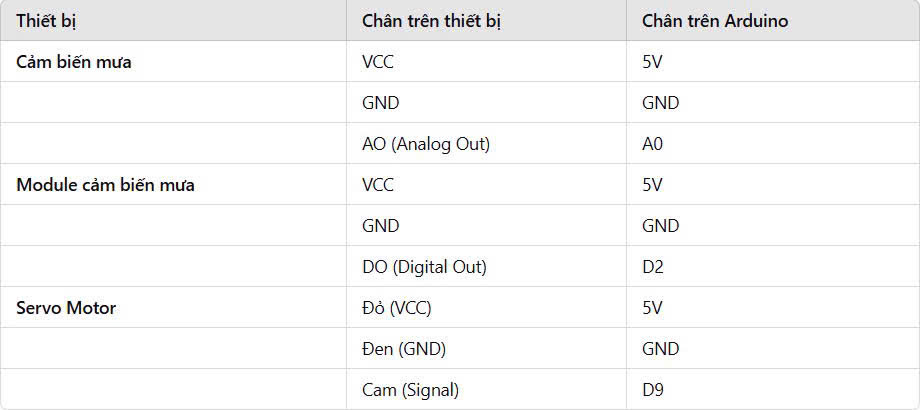 Thiết bị Chân trên thiết bị Chân trên Arduino
Cảm biến mưa VCC 5V
GND GND
AO (Analog Out) A0
Module cảm biến mưa VCC 5V
GND GND
DO (Digital Out) D2
Servo Motor Đỏ (VCC) 5V
Đen (GND) GND
Cam (Signal) D9